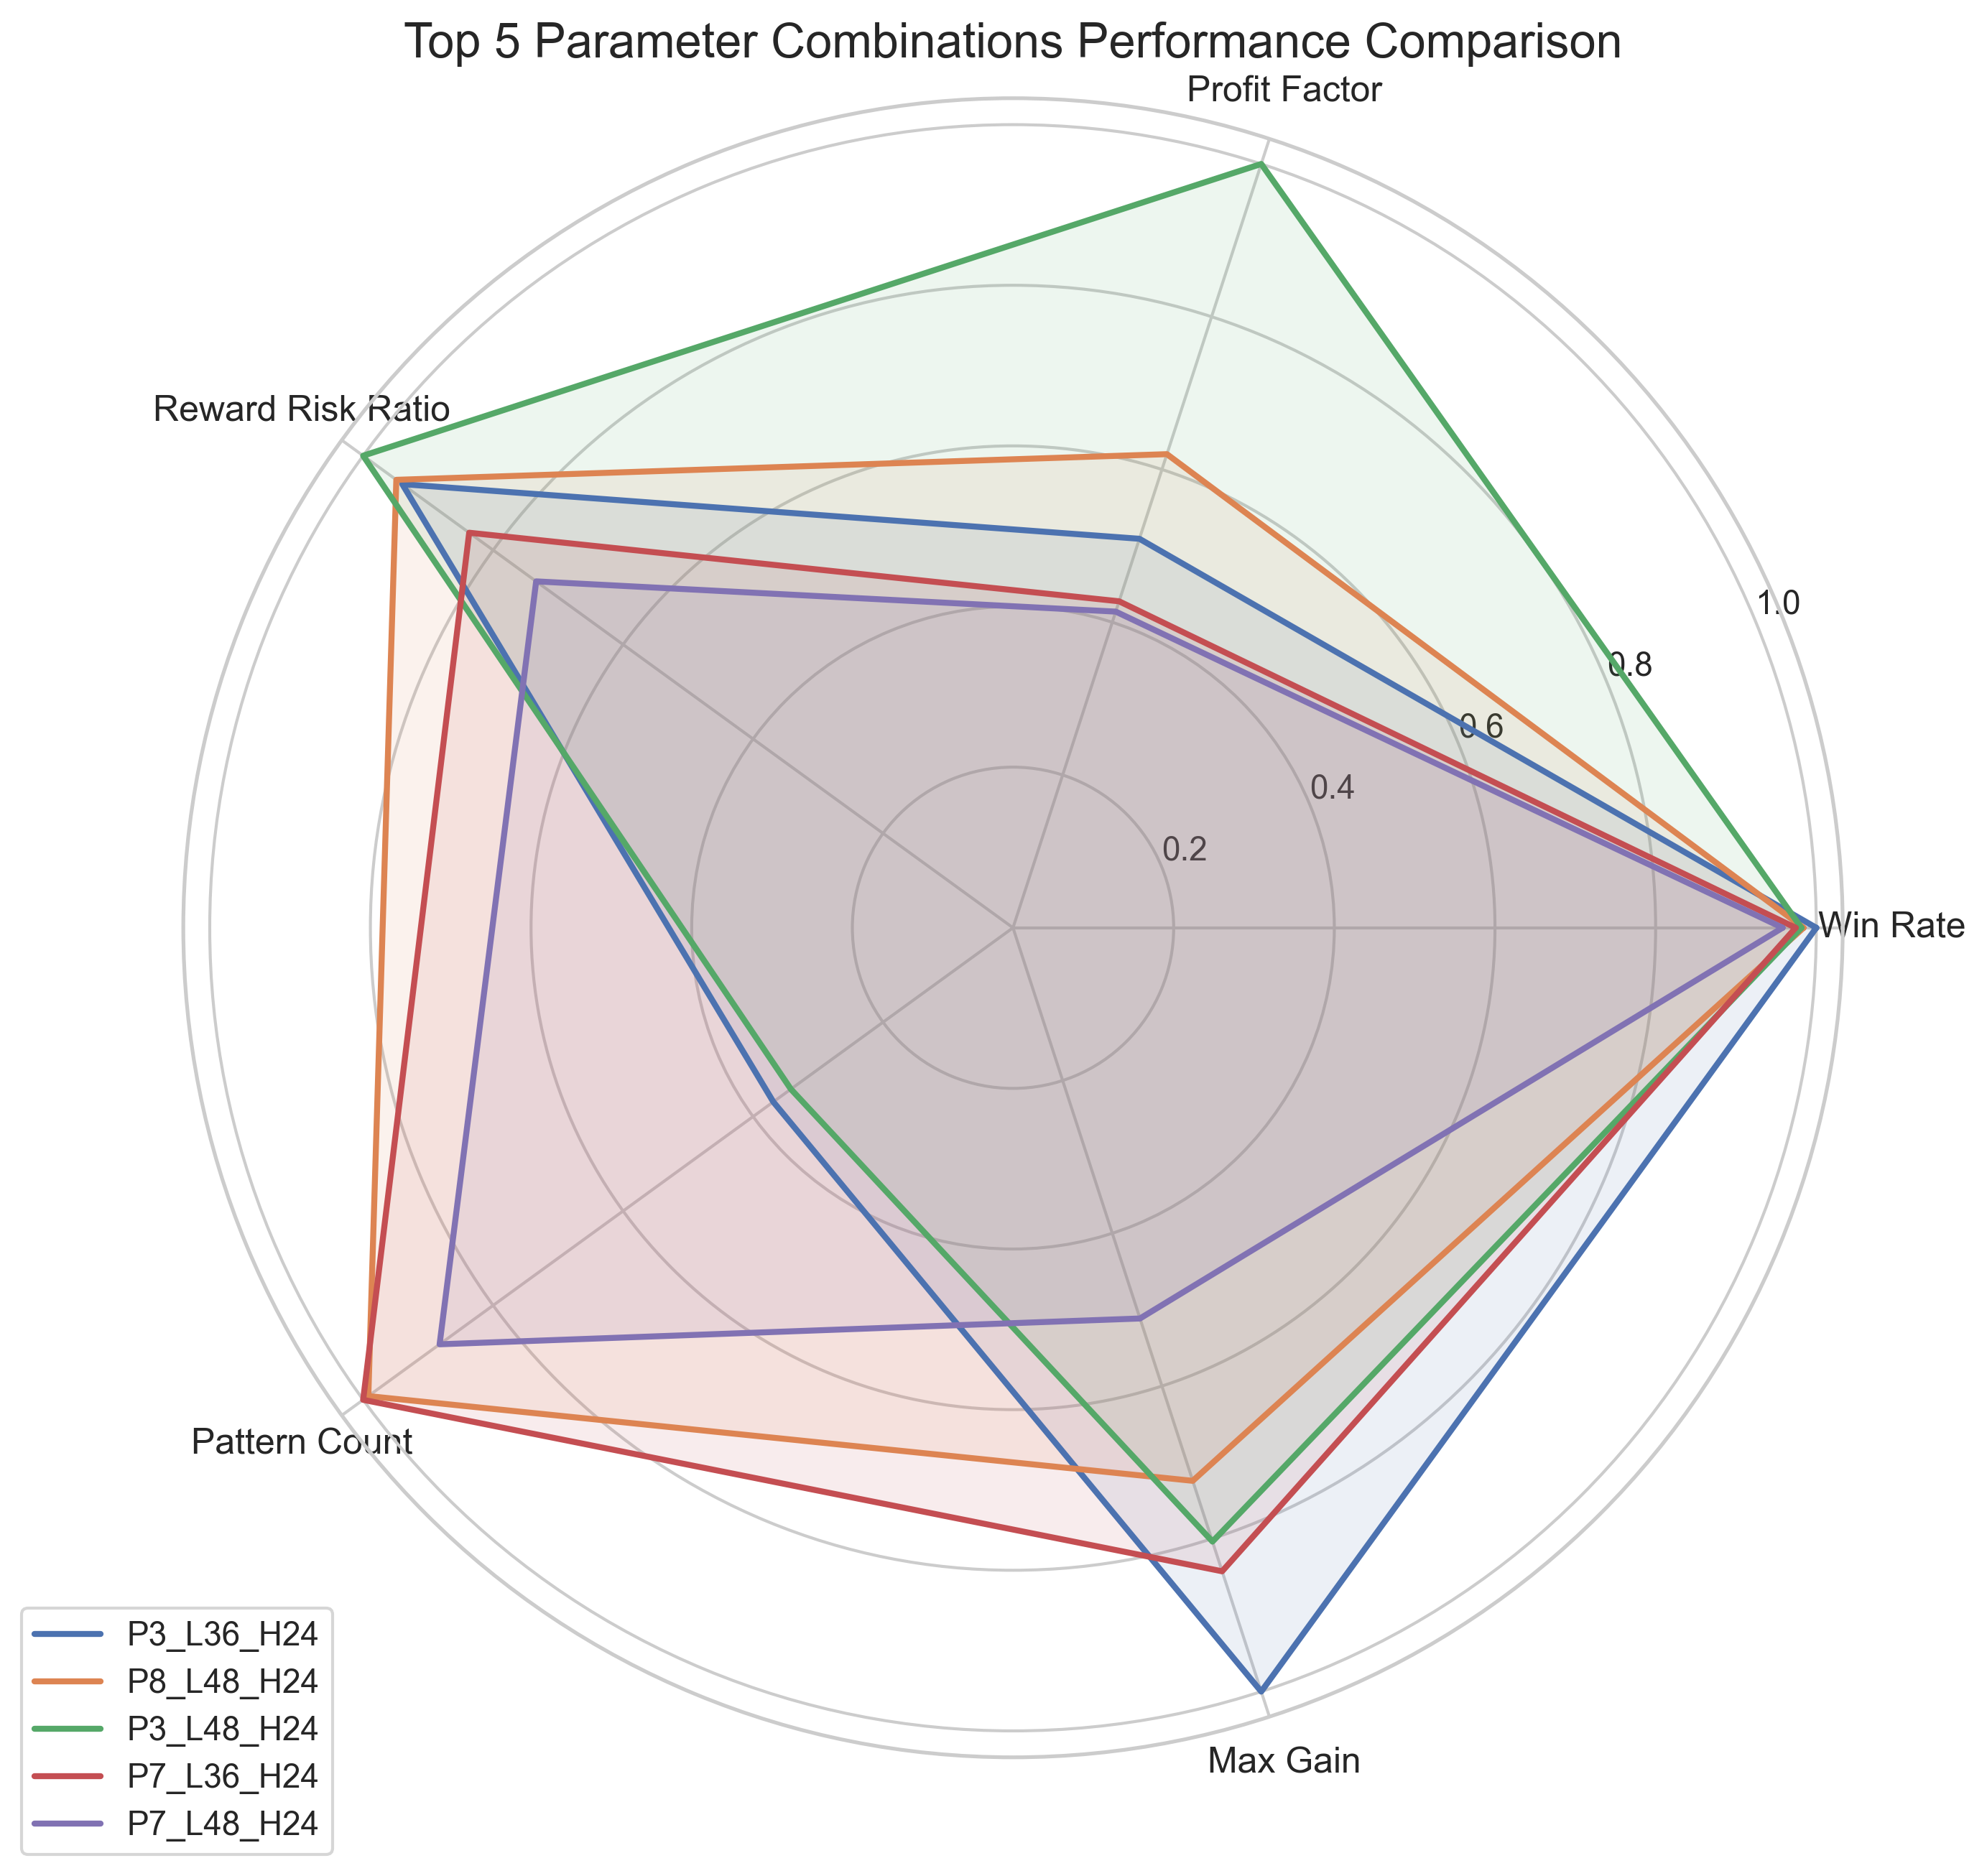 Top 5 Parameter Combinations Performance Comparison
Profit Factor
Reward Risk Ratio
1.0
0.8
0.6
0.4
0.2
Win Rate
Pattern Count
Max Gain
P3_L36_H24
P8_L48_H24
P3_L48_H24
P7_L36_H24
P7_L48_H24